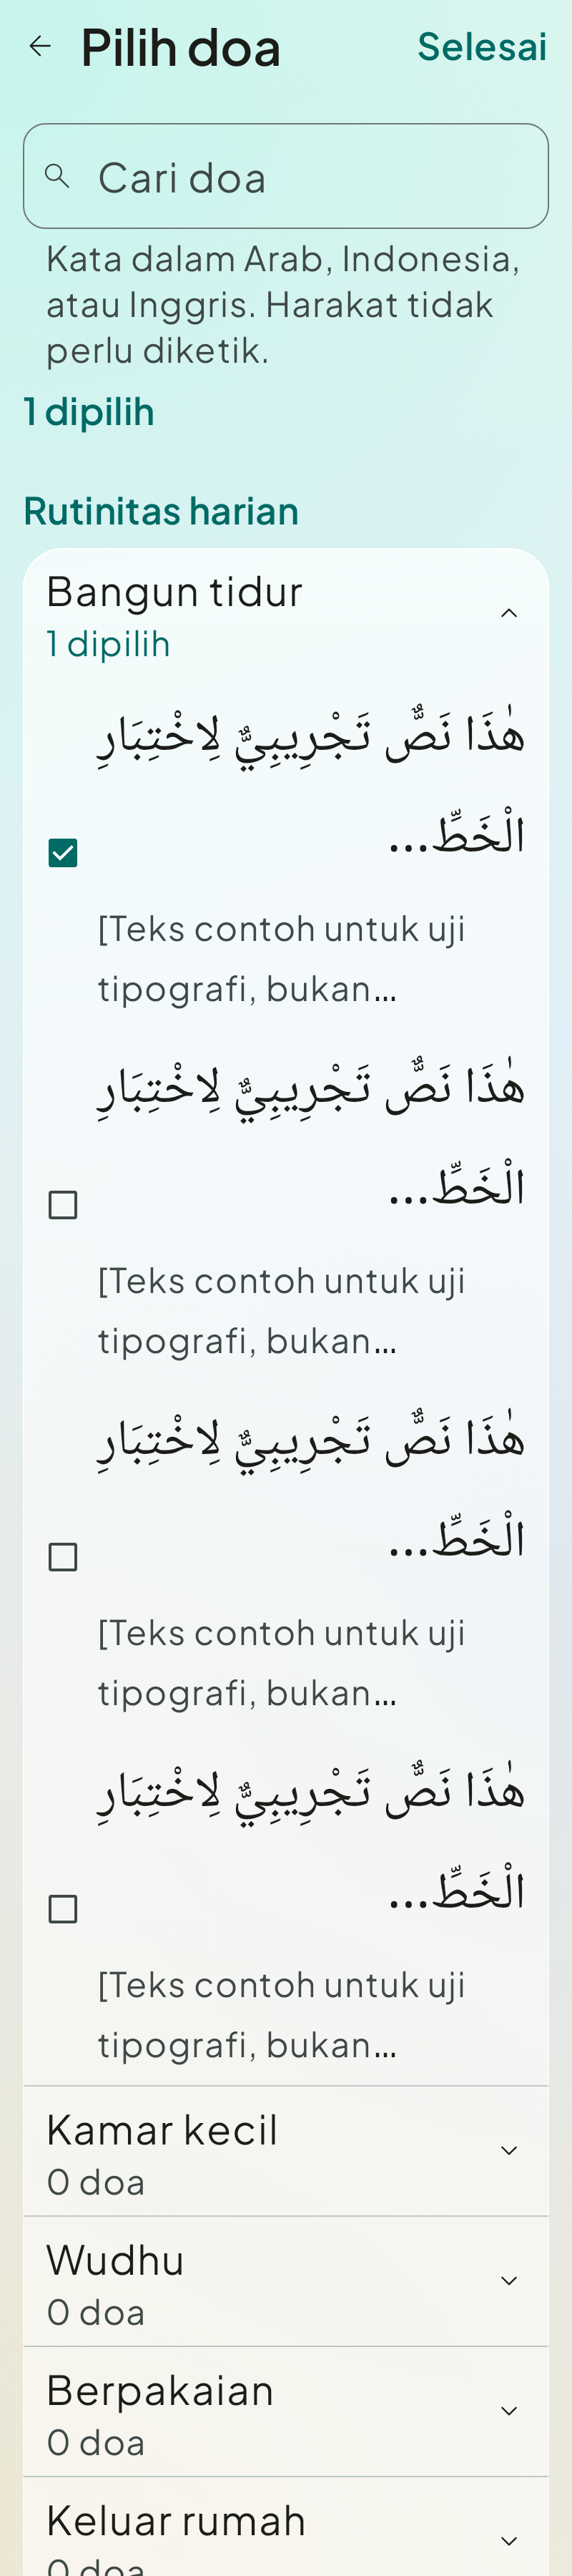 Pilih doa
Selesai
Cari doa
Kata dalam Arab, Indonesia,
atau Inggris. Harakat tidak
perlu diketik.
1 dipilih
Rutinitas harian
Bangun tidur
1 dipilih
هٰذَا نَصٌّ تَجْرِيبِيٌّ لِاخْتِبَارِ
الْخَطِّ...
[Teks contoh untuk uji
tipografi, bukan...
هٰذَا نَصٌّ تَجْرِيبِيٌّ لِاخْتِبَارِ
الْخَطِّ...
[Teks contoh untuk uji
tipografi, bukan...
هٰذَا نَصٌّ تَجْرِيبِيٌّ لِاخْتِبَارِ
الْخَطِّ...
[Teks contoh untuk uji
tipografi, bukan...
هٰذَا نَصٌّ تَجْرِيبِيٌّ لِاخْتِبَارِ
الْخَطِّ...
[Teks contoh untuk uji
tipografi, bukan...
Kamar kecil
0 doa
Wudhu
0 doa
Berpakaian
0 doa
Keluar rumah
0 doa